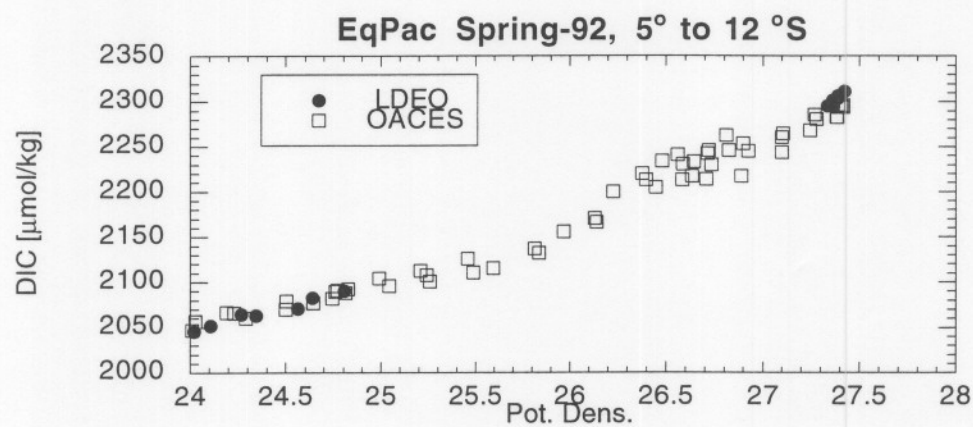 EqPac Spring-92, 5° to 12 °S
2350
2300
2250
2200
2150
2100
2050
2000
DIC [µmol/kg]
LDEO
OACES
24 24.5 25 25.5 26 26.5 27 27.5 28
Pot. Dens.